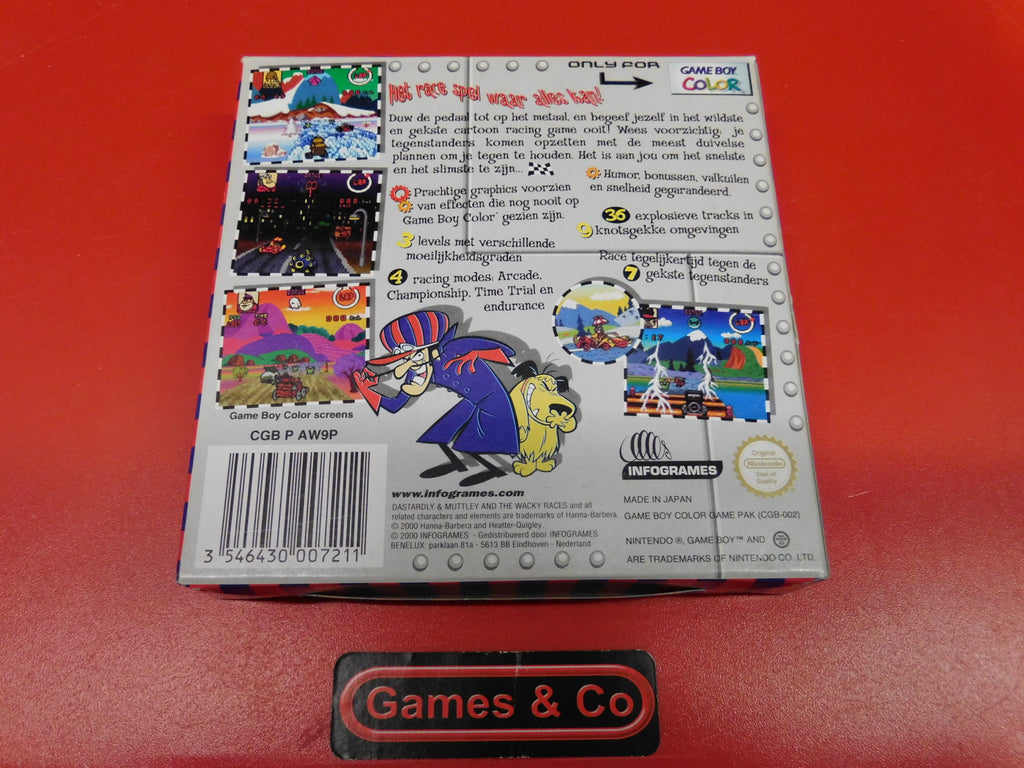 ONLY FOR
GAME BOY
COLOR
Het race spel waar alles kan!
Duw de pedaal tot op het metaal, en begeef jezelf in het wildste
en gekste cartoon racing game ooit! Wees voorzichtig: je
tegenstanders komen opzetten met de meest duivelse
plannen om je tegen te houden. Het is aan jou om het snelste
en het slimste te zijn...
Prachtige graphics voorzien
van effecten die nog nooit op
Game Boy Color™ gezien zijn.
3 levels met verschillende
moeilijkheidsgraden
4 racing modes: Arcade,
Championship, Time Trial en
endurance
Humor, bonussen, valkuilen
en snelheid gegarandeerd.
36 explosieve tracks in
9 knotsgekke omgevingen
Race tegelijkertijd tegen de
7 gekste tegenstanders
Game Boy Color screens
CGB P AW9P
3 546430 007211
www.infogrames.com
DASTARDLY & MUTTLEY AND THE WACKY RACES and all
related characters and elements are trademarks of Hanna-Barbera.
© 2000 Hanna-Barbera and Heatter-Quigley.
© 2000 INFOGRAMES - Gedistribueerd door INFOGRAMES
BENELUX: parklaan 81a - 5613 BB Eindhoven - Nederland
INFOGRAMES
Original
Nintendo
Seal of
Quality
MADE IN JAPAN
GAME BOY COLOR GAME PAK (CGB-002)
NINTENDO ®, GAME BOY™ AND
ARE TRADEMARKS OF NINTENDO CO. LTD.
Games & Co